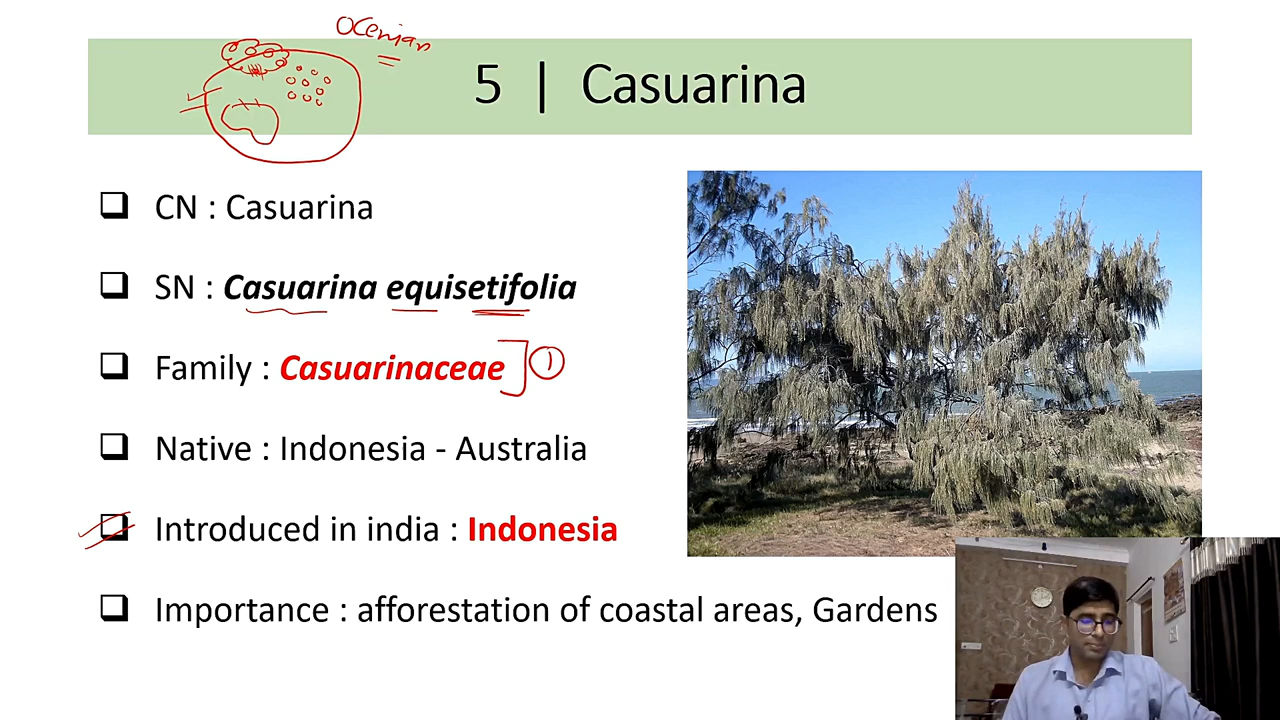 Ocenian
5 | Casuarina
CN : Casuarina
SN : Casuarina equisetifolia
Family : Casuarinaceae 1
Native : Indonesia - Australia
Introduced in india : Indonesia
Importance : afforestation of coastal areas, Gardens